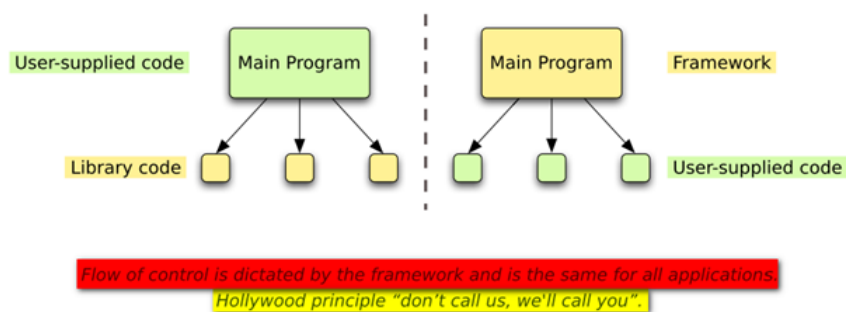 User-supplied code
Main Program
Library code
Main Program
Framework
User-supplied code
Flow of control is dictated by the framework and is the same for all applications.
Hollywood principle “don’t call us, we'll call you”.